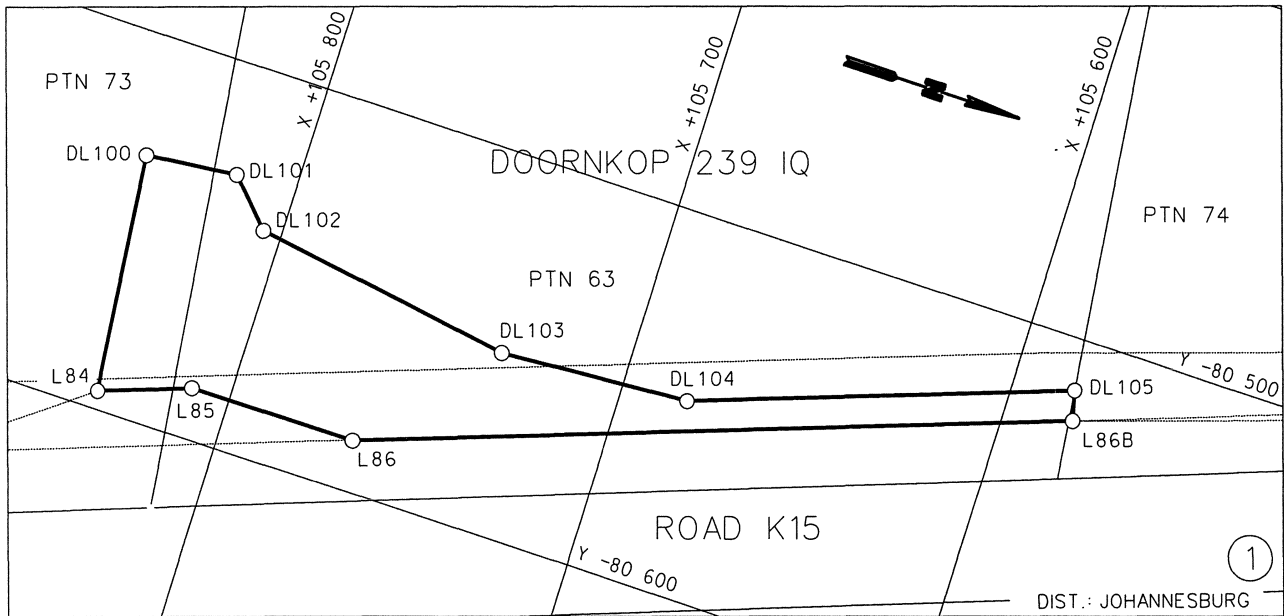 PTN 73
X +105 800
X +105 700
X +105 600
N
DL100
DL101
DOORNKOP 239 IQ
PTN 74
DL102
PTN 63
DL103
L84
DL104
Y -80 500
DL105
L85
L86
L86B
ROAD K15
Y -80 600
1
DIST.: JOHANNESBURG